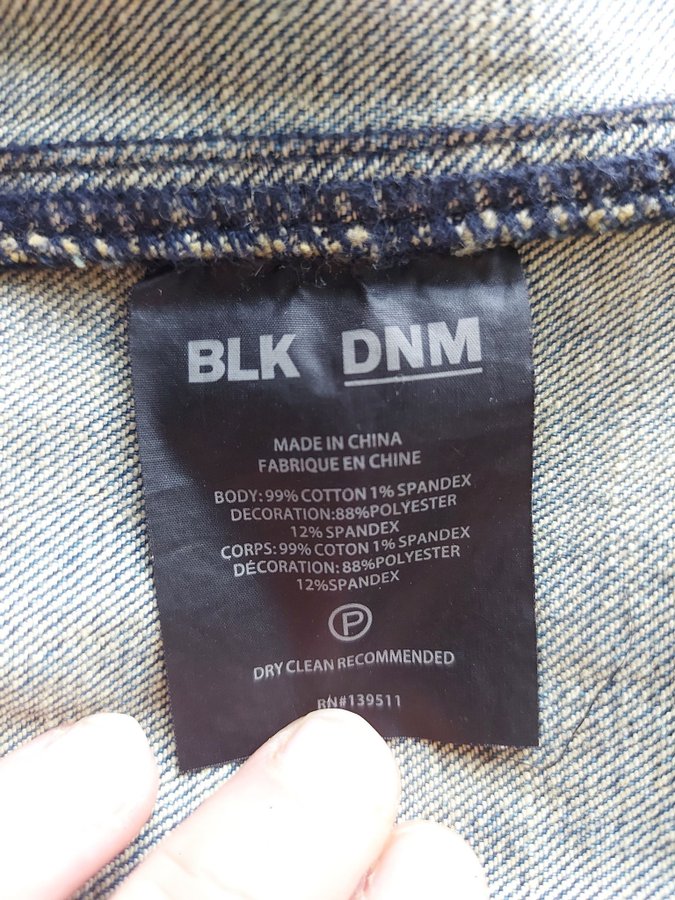 BLK DNM
MADE IN CHINA
FABRIQUE EN CHINE
BODY: 99% COTTON 1% SPANDEX
DECORATION:88%POLYESTER
12% SPANDEX
CORPS: 99% COTON 1% SPANDEX
DÉCORATION: 88%POLYESTER
12%SPANDEX
P
DRY CLEAN RECOMMENDED
RN#139511